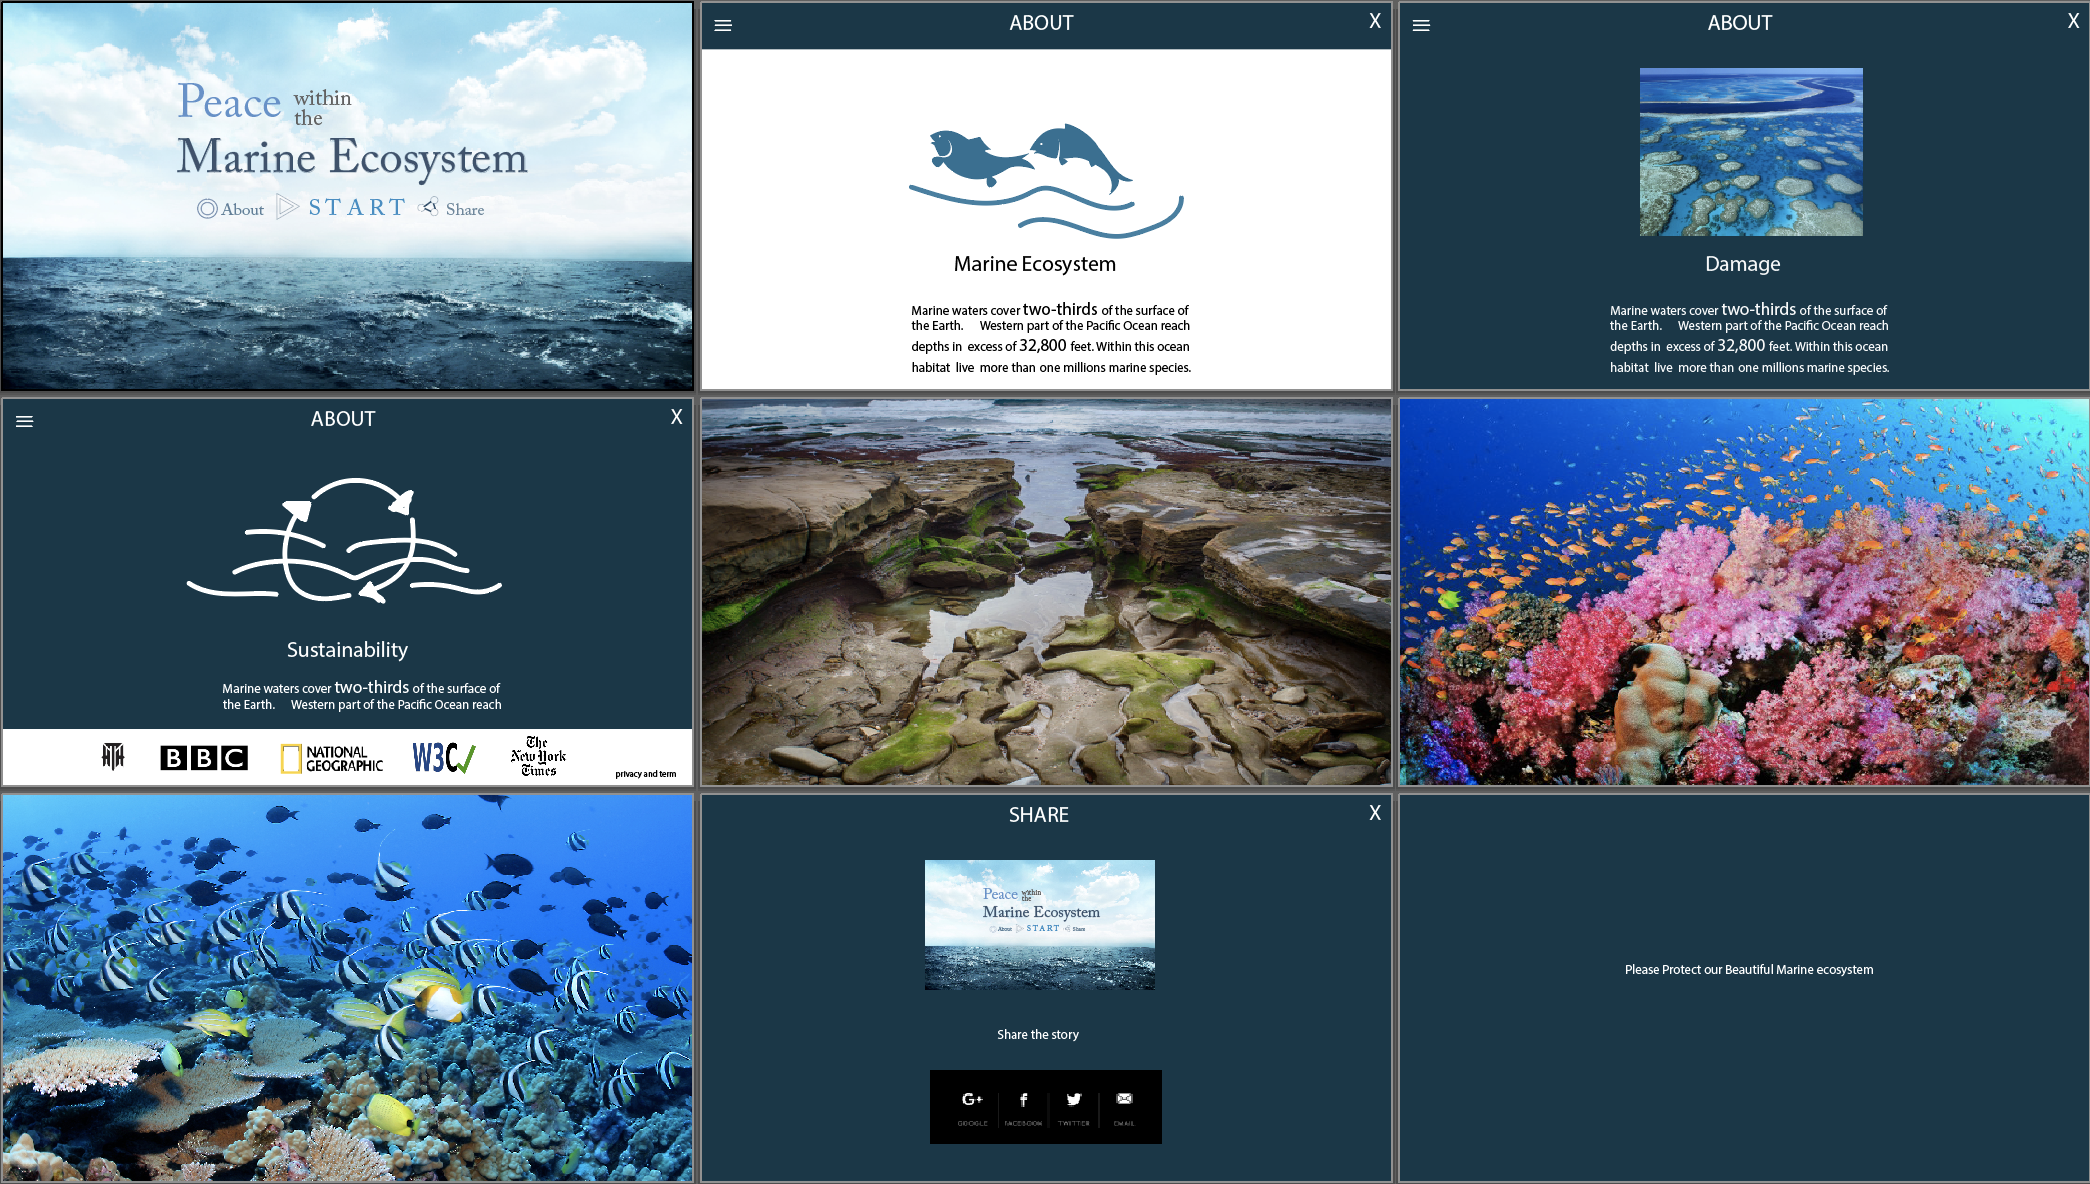 Peace within
the
Marine Ecosystem
About START Share
ABOUT X
Marine Ecosystem
Marine waters cover two-thirds of the surface of
the Earth. Western part of the Pacific Ocean reach
depths in excess of 32,800 feet. Within this ocean
habitat live more than one millions marine species.
ABOUT X
Damage
Marine waters cover two-thirds of the surface of
the Earth. Western part of the Pacific Ocean reach
depths in excess of 32,800 feet. Within this ocean
habitat live more than one millions marine species.
ABOUT X
Sustainability
Marine waters cover two-thirds of the surface of
the Earth. Western part of the Pacific Ocean reach
BBC
NATIONAL
GEOGRAPHIC
W3C
The
New York
Times
privacy and term
SHARE X
Peace within
the
Marine Ecosystem
About START Share
Share the story
G+ f
GOOGLE FACEBOOK TWITTER EMAIL
Please Protect our Beautiful Marine ecosystem